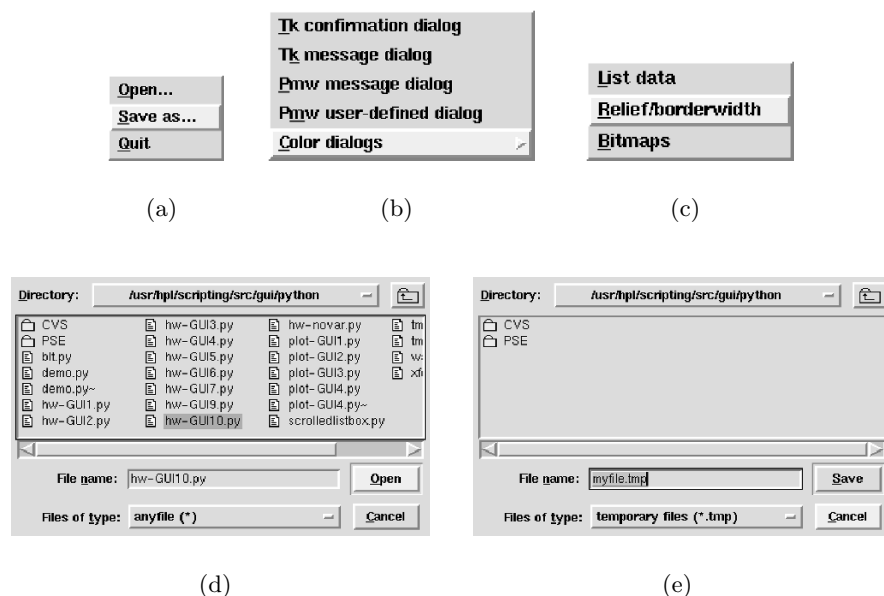 Open...
Save as...
Quit
(a)
Tk confirmation dialog
Tk message dialog
Pmw message dialog
Pmw user-defined dialog
Color dialogs
(b)
List data
Relief/borderwidth
Bitmaps
(c)
Directory: /usr/hpl/scripting/src/gui/python
CVS hw-GUI3.py hw-novar.py tm
PSE hw-GUI4.py plot-GUI1.py tm
blt.py hw-GUI5.py plot-GUI2.py
demo.py hw-GUI6.py plot-GUI3.py
demo.py~ hw-GUI7.py plot-GUI4.py
hw-GUI1.py hw-GUI9.py plot-GUI4.py~
hw-GUI2.py hw-GUI10.py scrolledlistbox.py
File name: hw-GUI10.py Open
Files of type: anyfile (*) Cancel
(d)
Directory: /usr/hpl/scripting/src/gui/python
CVS
PSE
File name: myfile.tmp Save
Files of type: temporary files (*.tmp) Cancel
(e)